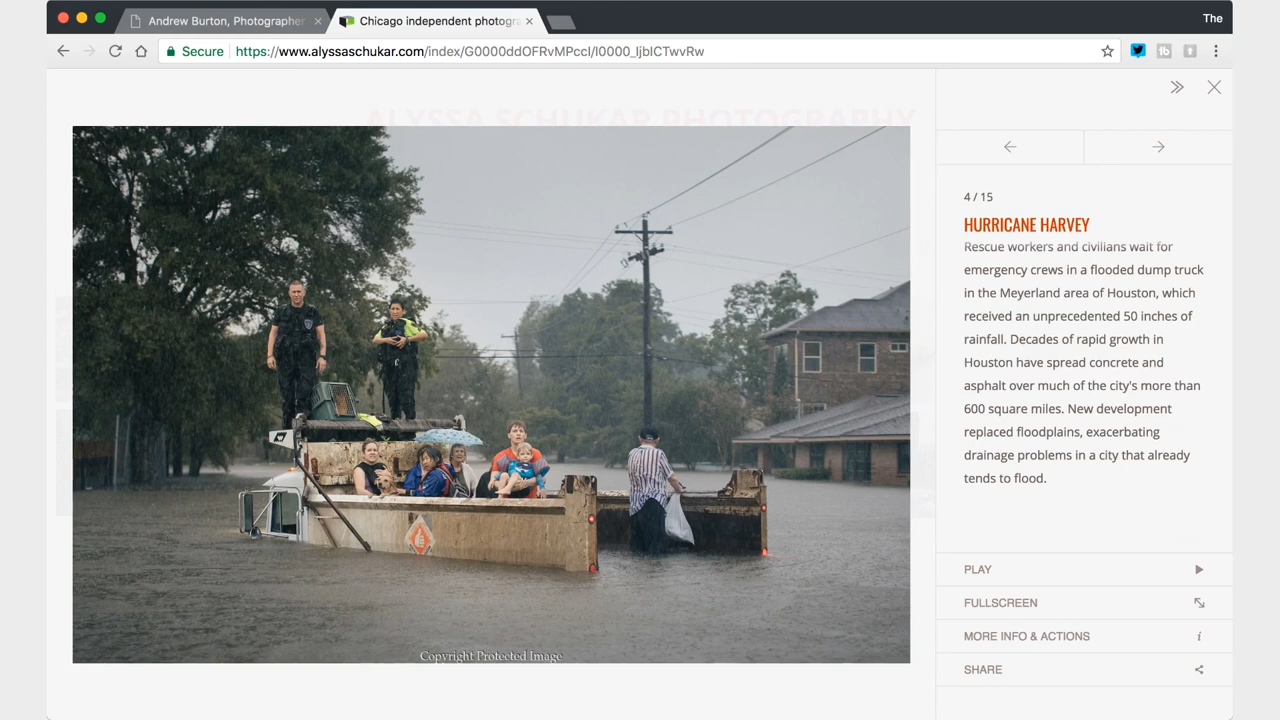 Andrew Burton, Photographer
Chicago independent photogra
The
Secure
https://www.alyssaschukar.com/index/G0000ddOFRvMPccI/I0000_IjbICTwvRw
ALYSSA SCHUKAR PHOTOGRAPHY
4 / 15
HURRICANE HARVEY
Rescue workers and civilians wait for
emergency crews in a flooded dump truck
in the Meyerland area of Houston, which
received an unprecedented 50 inches of
rainfall. Decades of rapid growth in
Houston have spread concrete and
asphalt over much of the city's more than
600 square miles. New development
replaced floodplains, exacerbating
drainage problems in a city that already
tends to flood.
Copyright Protected Image
PLAY
FULLSCREEN
MORE INFO & ACTIONS
SHARE